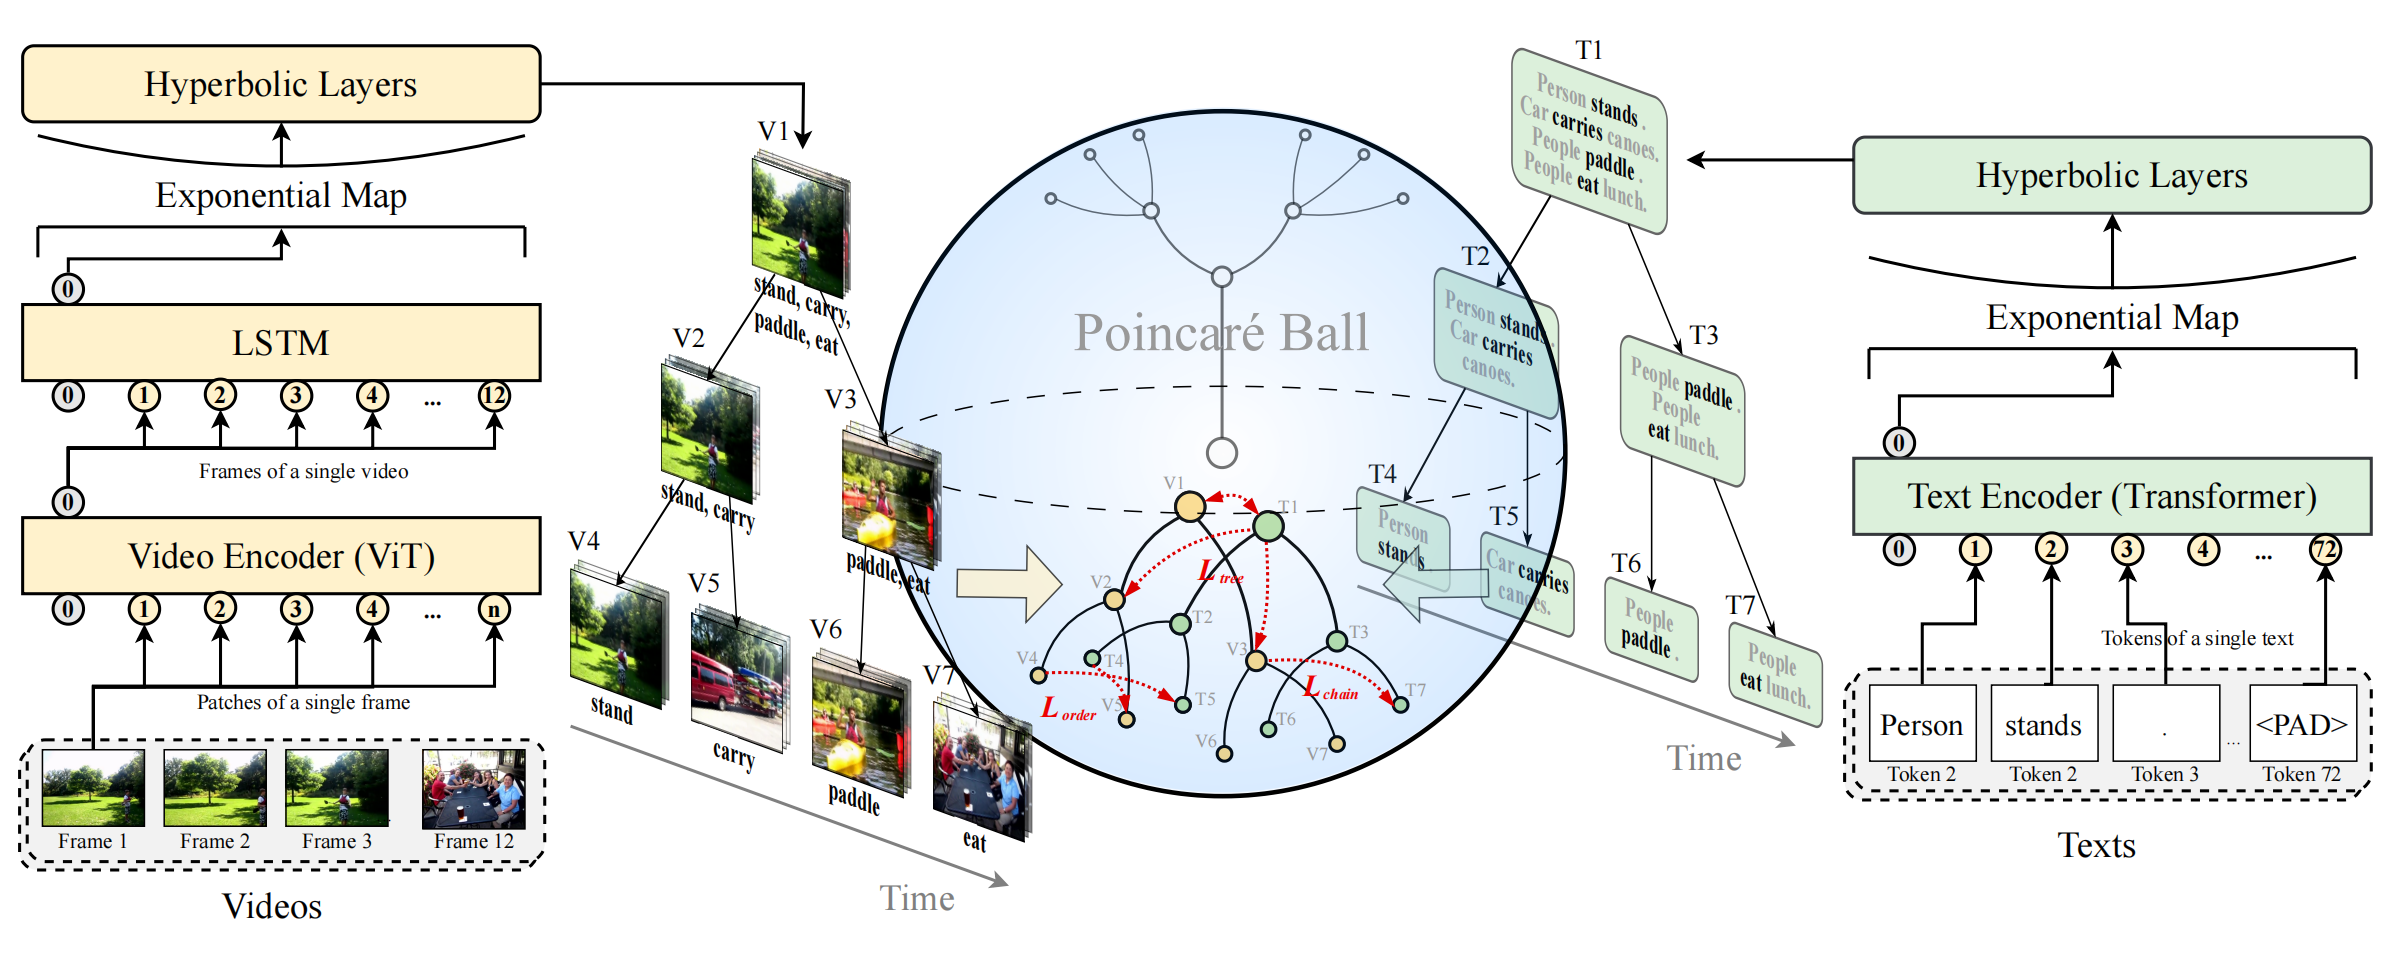 Hyperbolic Layers
Exponential Map
0
LSTM
0 1 2 3 4 ... 12
Frames of a single video
0
Video Encoder (ViT)
0 1 2 3 4 ... n
Patches of a single frame
Frame 1 Frame 2 Frame 3 Frame 12
Videos
V1
stand, carry,
paddle, eat
V2
stand, carry
V3
paddle, eat
V4
stand
V5
carry
V6
paddle
V7
eat
Time
Poincaré Ball
V1
T1
L tree
V2
T2
T3
V3
V4
T4
V5
T5
L order
L chain
T7
T6
V6
V7
T1
Person stands .
Car carries canoes.
People paddle .
People eat lunch.
T2
Person stands.
Car carries
canoes.
T3
People paddle .
People
eat lunch.
T4
Person
stands .
T5
Car carries
canoes.
T6
People
paddle .
T7
People
eat lunch.
Time
Hyperbolic Layers
Exponential Map
0
Text Encoder (Transformer)
0 1 2 3 4 ... 72
Tokens of a single text
Person stands . ... <PAD>
Token 2 Token 2 Token 3 Token 72
Texts